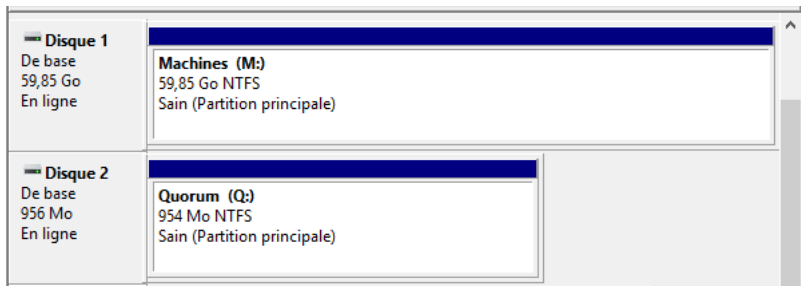 Disque 1
De base
59,85 Go
En ligne
Machines (M:)
59,85 Go NTFS
Sain (Partition principale)
Disque 2
De base
956 Mo
En ligne
Quorum (Q:)
954 Mo NTFS
Sain (Partition principale)